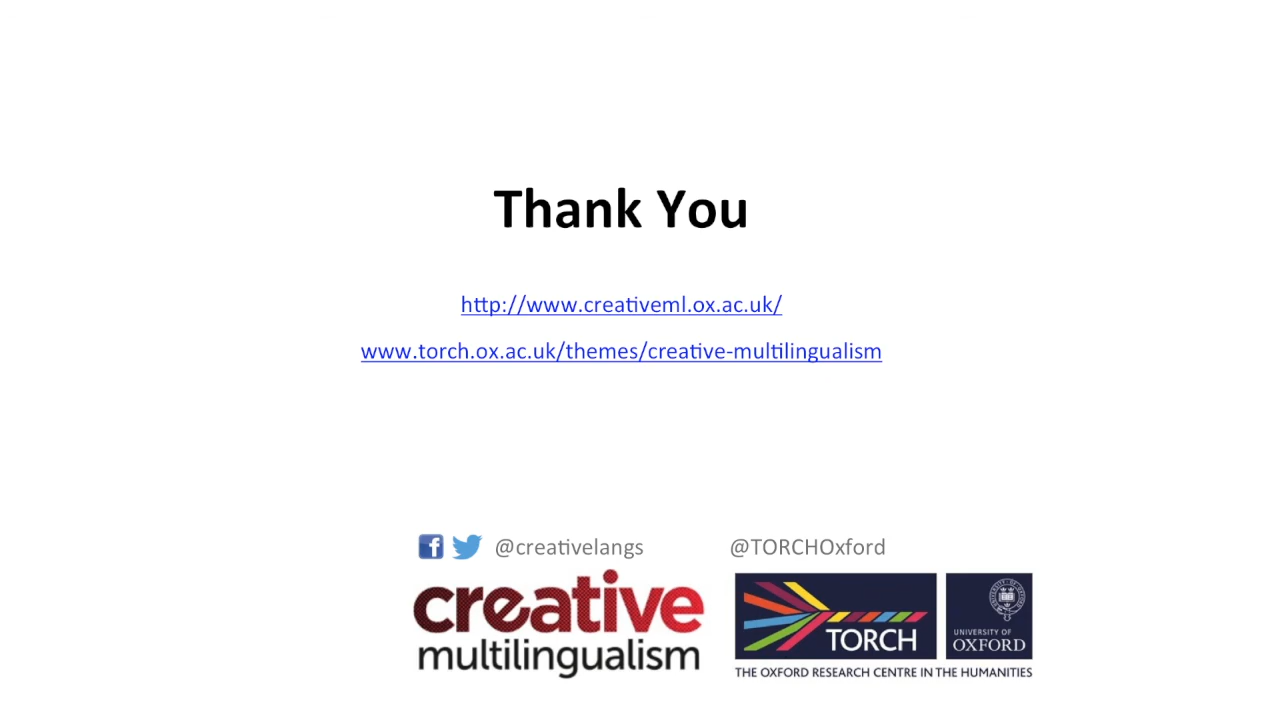 Thank You
http://www.creativeml.ox.ac.uk/
www.torch.ox.ac.uk/themes/creative-multilingualism
@creativelangs @TORCHOxford
creative
multilingualism
TORCH
UNIVERSITY OF
OXFORD
THE OXFORD RESEARCH CENTRE IN THE HUMANITIES